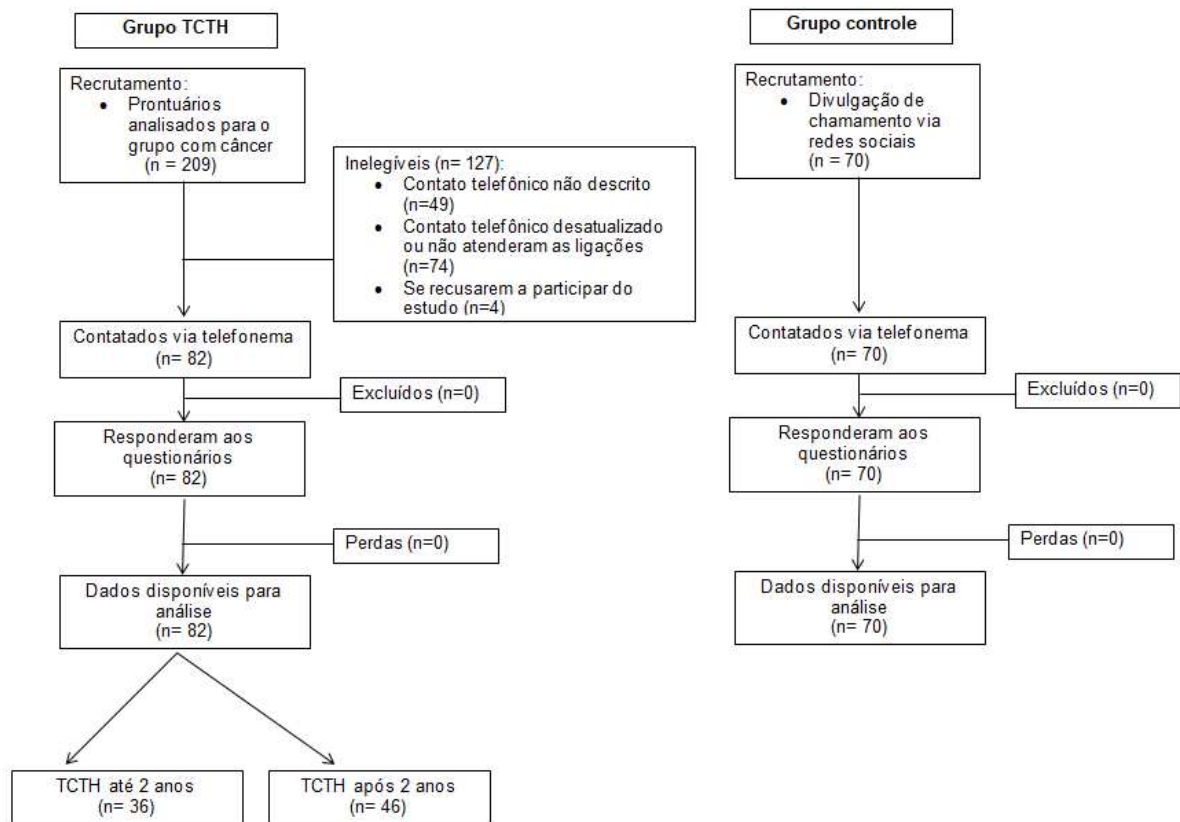 Grupo TCTH
Recrutamento:
• Prontuários
analisados para o
grupo com câncer
(n = 209)
Inelegíveis (n= 127):
• Contato telefônico não descrito
(n=49)
• Contato telefônico desatualizado
ou não atenderam as ligações
(n=74)
• Se recusarem a participar do
estudo (n=4)
Contatados via telefonema
(n= 82)
Excluídos (n=0)
Responderam aos
questionários
(n= 82)
Perdas (n=0)
Dados disponíveis para
análise
(n= 82)
TCTH até 2 anos
(n= 36)
TCTH após 2 anos
(n= 46)
Grupo controle
Recrutamento:
• Divulgação de
chamamento via
redes sociais
(n = 70)
Contatados via telefonema
(n= 70)
Excluídos (n=0)
Responderam aos
questionários
(n= 70)
Perdas (n=0)
Dados disponíveis para
análise
(n= 70)